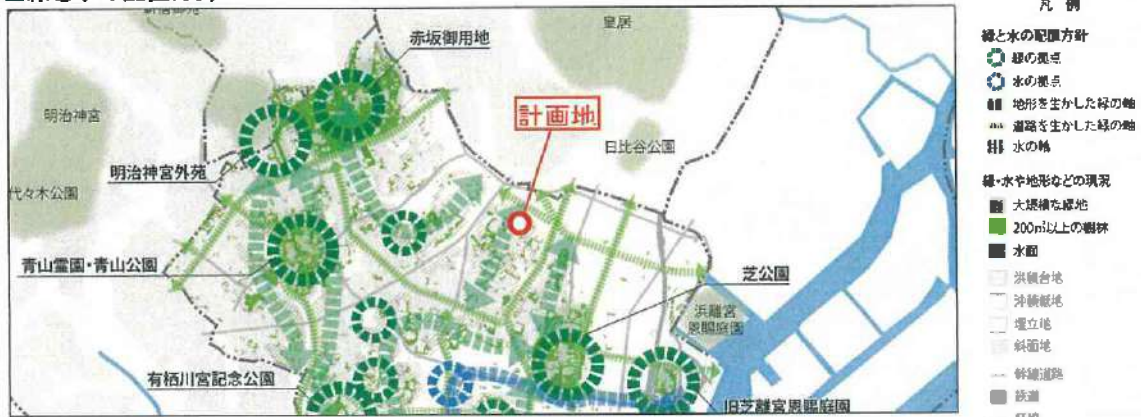 皇居
赤坂御用地
計画地
明治神宮
日比谷公園
明治神宮外苑
代々木公園
青山霊園・青山公園
芝公園
浜離宮
恩賜庭園
有栖川宮記念公園
旧芝離宮恩賜庭園
凡例
緑と水の配置方針
緑の拠点
水の拠点
地形を生かした緑の軸
道路を生かした緑の軸
水の軸
緑・水や地形などの現況
大規模な緑地
200㎡以上の樹林
水面
洪積台地
沖積低地
埋立地
斜面地
幹線道路
鉄道